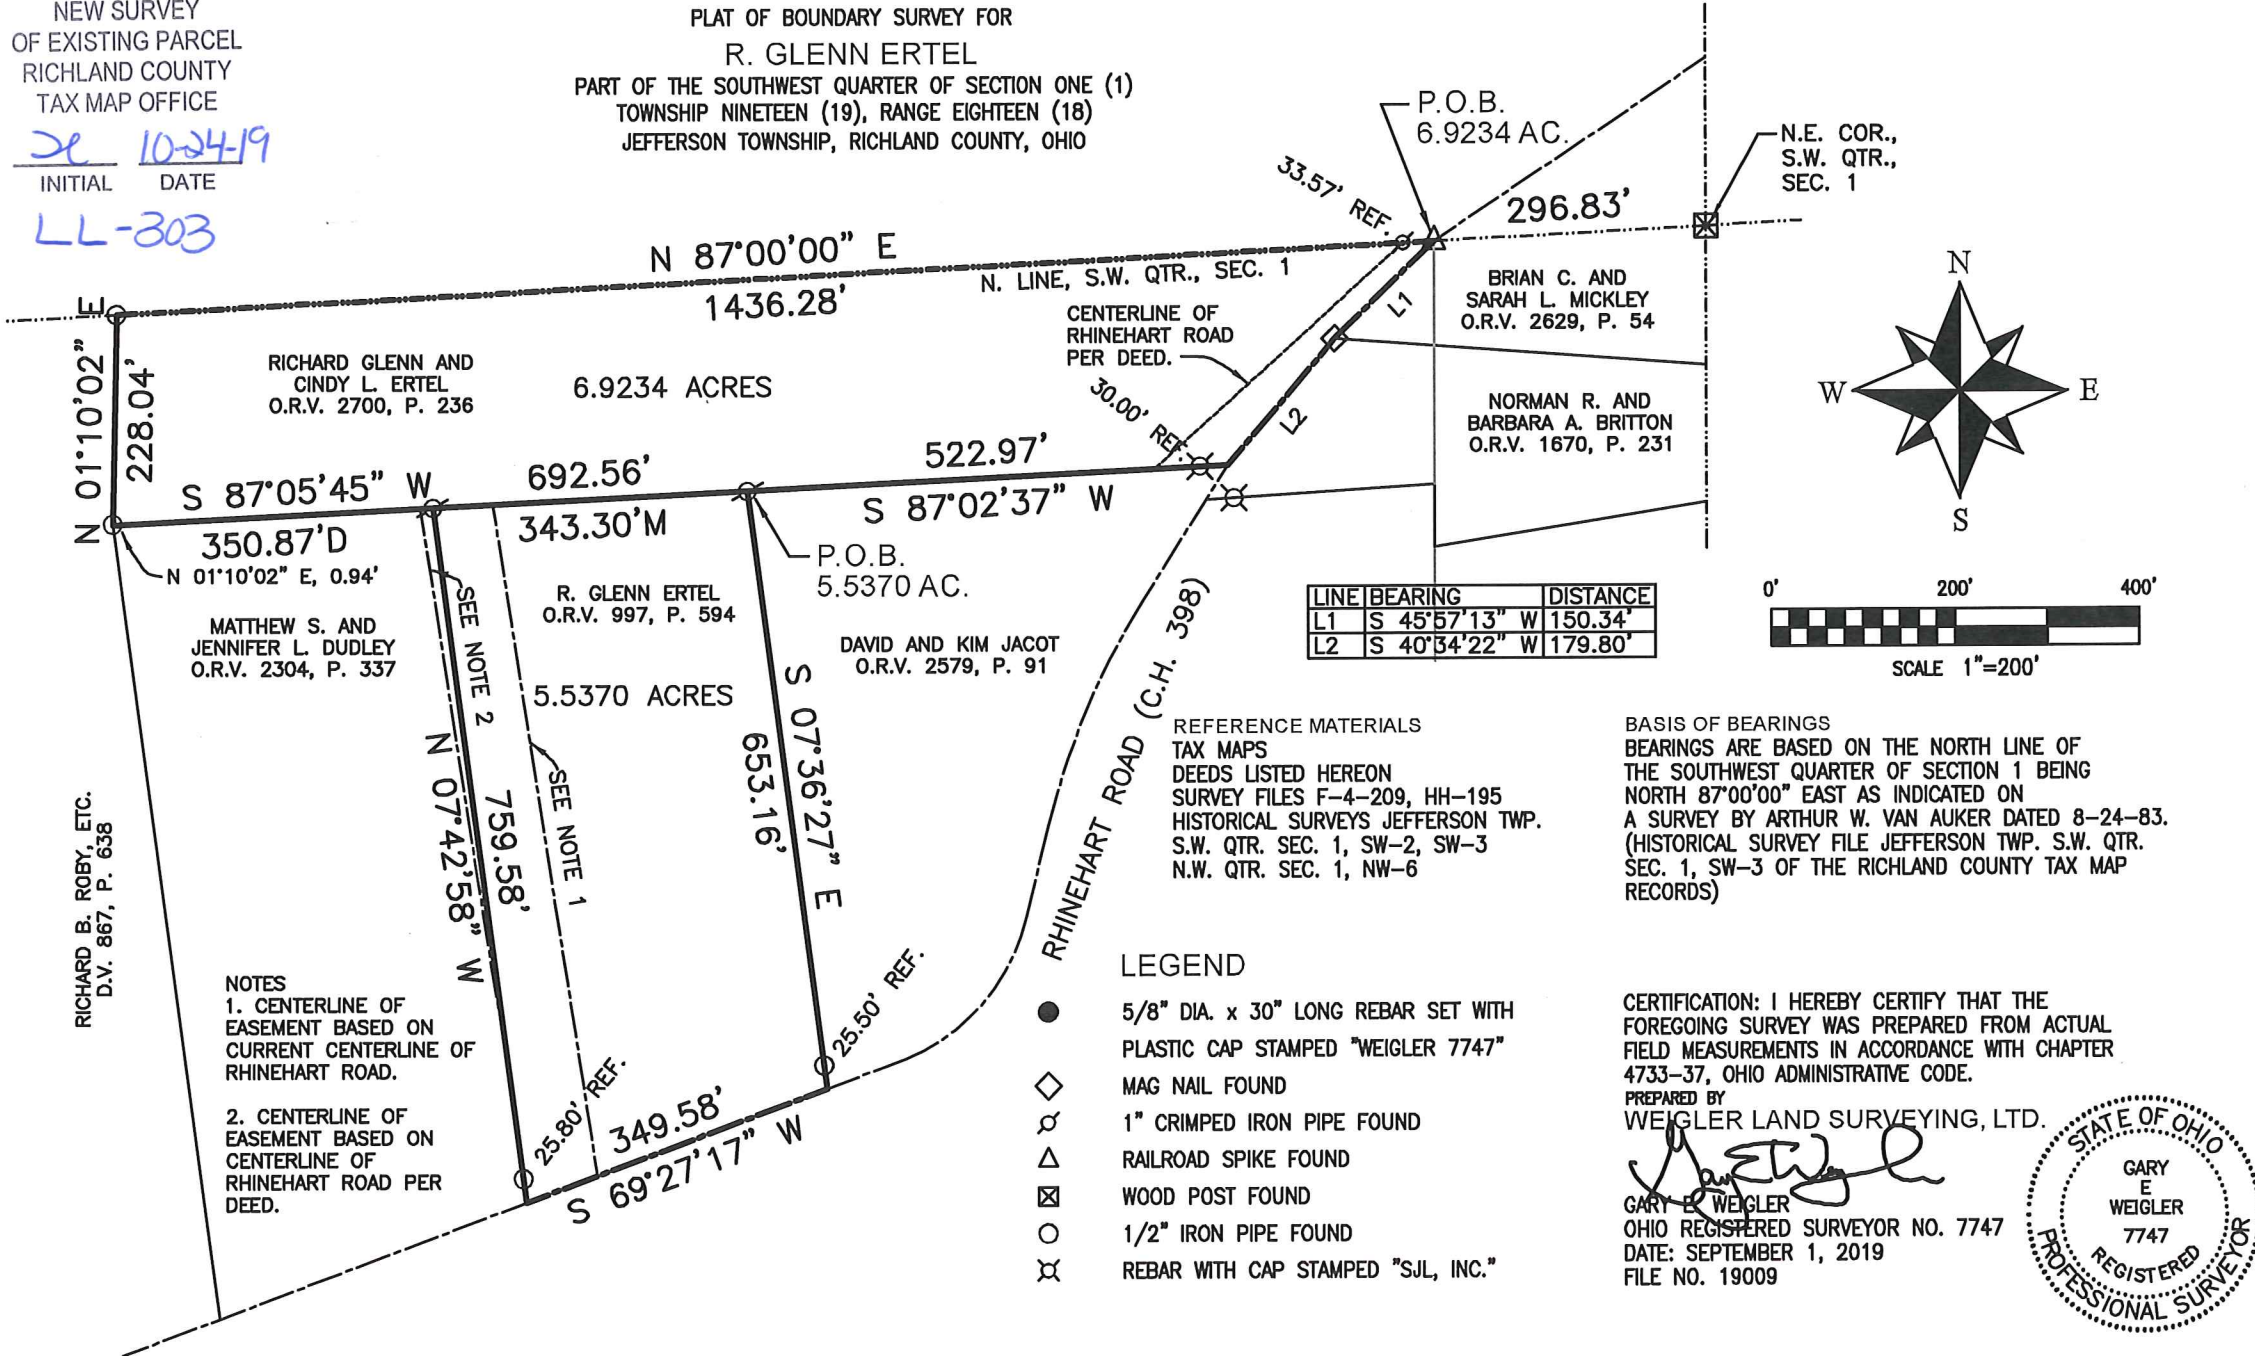 NEW SURVEY
OF EXISTING PARCEL
RICHLAND COUNTY
TAX MAP OFFICE
10-24-19
INITIAL DATE
LL-303
PLAT OF BOUNDARY SURVEY FOR
R. GLENN ERTEL
PART OF THE SOUTHWEST QUARTER OF SECTION ONE (1)
TOWNSHIP NINETEEN (19), RANGE EIGHTEEN (18)
JEFFERSON TOWNSHIP, RICHLAND COUNTY, OHIO
P.O.B.
6.9234 AC.
N.E. COR.,
S.W. QTR.,
SEC. 1
33.57' REF.
296.83'
N 87°00'00" E
N. LINE, S.W. QTR., SEC. 1
1436.28'
N 01°10'02" E
228.04'
RICHARD GLENN AND
CINDY L. ERTEL
O.R.V. 2700, P. 236
6.9234 ACRES
CENTERLINE OF
RHINEHART ROAD
PER DEED.
30.00' REF.
L1
L2
BRIAN C. AND
SARAH L. MICKLEY
O.R.V. 2629, P. 54
NORMAN R. AND
BARBARA A. BRITTON
O.R.V. 1670, P. 231
N
W
E
S
S 87°05'45" W
692.56'
522.97'
350.87'D
343.30'M
S 87°02'37" W
N 01°10'02" E, 0.94'
P.O.B.
5.5370 AC.
MATTHEW S. AND
JENNIFER L. DUDLEY
O.R.V. 2304, P. 337
SEE NOTE 2
R. GLENN ERTEL
O.R.V. 997, P. 594
5.5370 ACRES
SEE NOTE 1
DAVID AND KIM JACOT
O.R.V. 2579, P. 91
S 07°36'27" E
653.16'
N 07°42'58" W
759.58'
RHINEHART ROAD (C.H. 398)
LINE BEARING DISTANCE
L1 S 45°57'13" W 150.34'
L2 S 40°34'22" W 179.80'
0' 200' 400'
SCALE 1"=200'
RICHARD B. ROBY, ETC.
D.V. 867, P. 638
25.80' REF.
25.50' REF.
349.58'
S 69°27'17" W
NOTES
1. CENTERLINE OF
EASEMENT BASED ON
CURRENT CENTERLINE OF
RHINEHART ROAD.
2. CENTERLINE OF
EASEMENT BASED ON
CENTERLINE OF
RHINEHART ROAD PER
DEED.
REFERENCE MATERIALS
TAX MAPS
DEEDS LISTED HEREON
SURVEY FILES F-4-209, HH-195
HISTORICAL SURVEYS JEFFERSON TWP.
S.W. QTR. SEC. 1, SW-2, SW-3
N.W. QTR. SEC. 1, NW-6
BASIS OF BEARINGS
BEARINGS ARE BASED ON THE NORTH LINE OF
THE SOUTHWEST QUARTER OF SECTION 1 BEING
NORTH 87°00'00" EAST AS INDICATED ON
A SURVEY BY ARTHUR W. VAN AUKER DATED 8-24-83.
(HISTORICAL SURVEY FILE JEFFERSON TWP. S.W. QTR.
SEC. 1, SW-3 OF THE RICHLAND COUNTY TAX MAP
RECORDS)
LEGEND
5/8" DIA. x 30" LONG REBAR SET WITH
PLASTIC CAP STAMPED "WEIGLER 7747"
MAG NAIL FOUND
1" CRIMPED IRON PIPE FOUND
RAILROAD SPIKE FOUND
WOOD POST FOUND
1/2" IRON PIPE FOUND
REBAR WITH CAP STAMPED "SJL, INC."
CERTIFICATION: I HEREBY CERTIFY THAT THE
FOREGOING SURVEY WAS PREPARED FROM ACTUAL
FIELD MEASUREMENTS IN ACCORDANCE WITH CHAPTER
4733-37, OHIO ADMINISTRATIVE CODE.
PREPARED BY
WEIGLER LAND SURVEYING, LTD.
GARY E. WEIGLER
OHIO REGISTERED SURVEYOR NO. 7747
DATE: SEPTEMBER 1, 2019
FILE NO. 19009
STATE OF OHIO
GARY
E
WEIGLER
7747
REGISTERED
PROFESSIONAL SURVEYOR